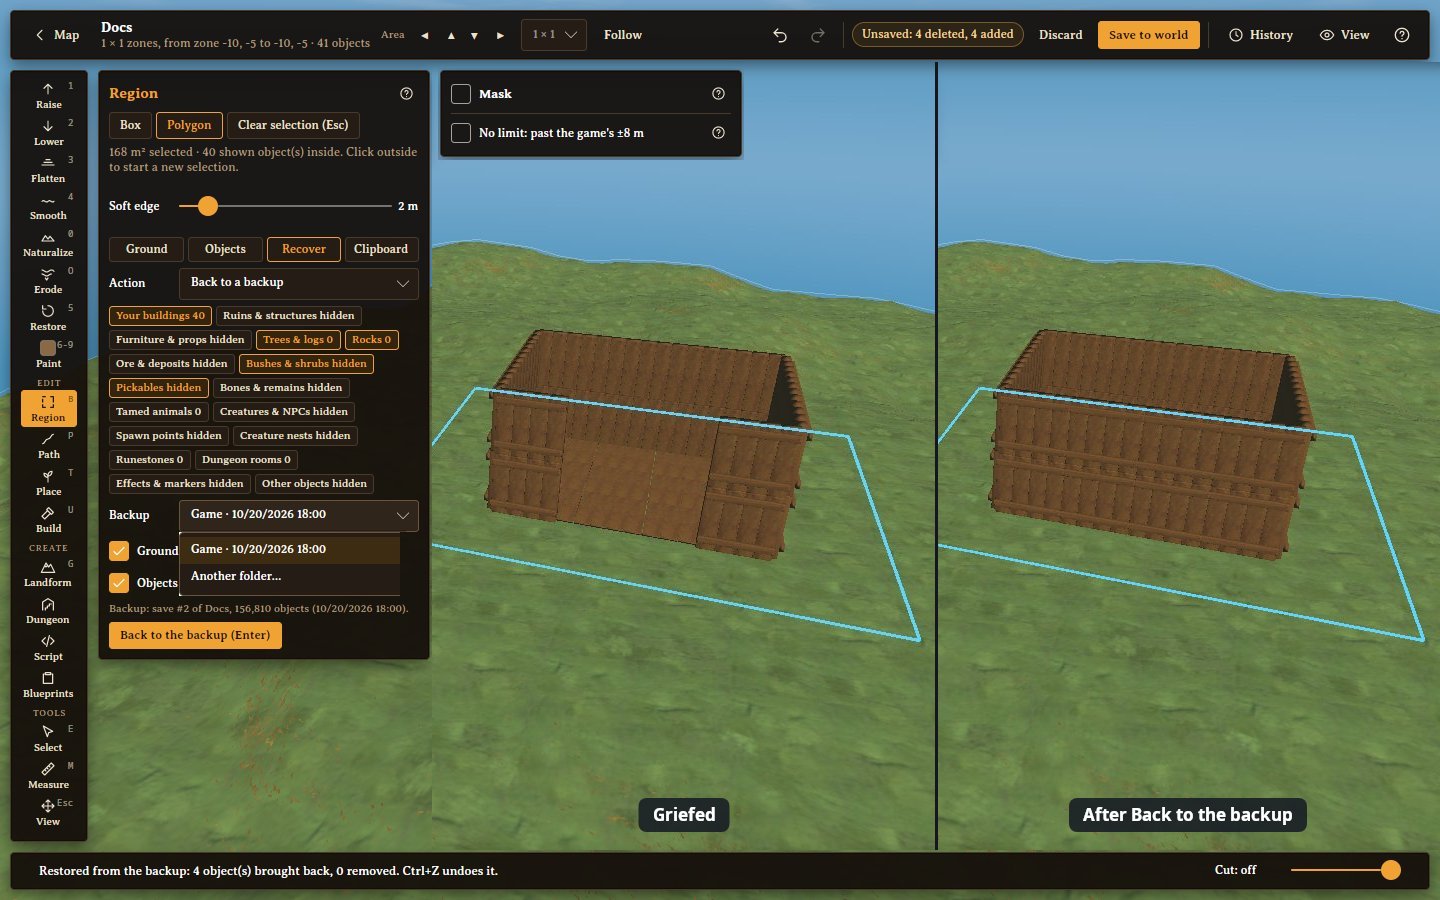 Map
Docs
1 × 1 zones, from zone -10, -5 to -10, -5 · 41 objects
Area
1 × 1
Follow
Unsaved: 4 deleted, 4 added
Discard
Save to world
History
View
1
Raise
2
Lower
3
Flatten
4
Smooth
0
Naturalize
O
Erode
5
Restore
6-9
Paint
EDIT
B
Region
P
Path
T
Place
U
Build
CREATE
G
Landform
Dungeon
Script
Blueprints
TOOLS
E
Select
M
Measure
Esc
View
Region
Box
Polygon
Clear selection (Esc)
168 m² selected · 40 shown object(s) inside. Click outside
to start a new selection.
Soft edge
2 m
Ground
Objects
Recover
Clipboard
Action
Back to a backup
Your buildings 40
Ruins & structures hidden
Furniture & props hidden
Trees & logs 0
Rocks 0
Ore & deposits hidden
Bushes & shrubs hidden
Pickables hidden
Bones & remains hidden
Tamed animals 0
Creatures & NPCs hidden
Spawn points hidden
Creature nests hidden
Runestones 0
Dungeon rooms 0
Effects & markers hidden
Other objects hidden
Backup
Game · 10/20/2026 18:00
Game · 10/20/2026 18:00
Another folder...
Ground
Objects
Backup: save #2 of Docs, 156,810 objects (10/20/2026 18:00).
Back to the backup (Enter)
Mask
No limit: past the game's ±8 m
Griefed
After Back to the backup
Restored from the backup: 4 object(s) brought back, 0 removed. Ctrl+Z undoes it.
Cut: off